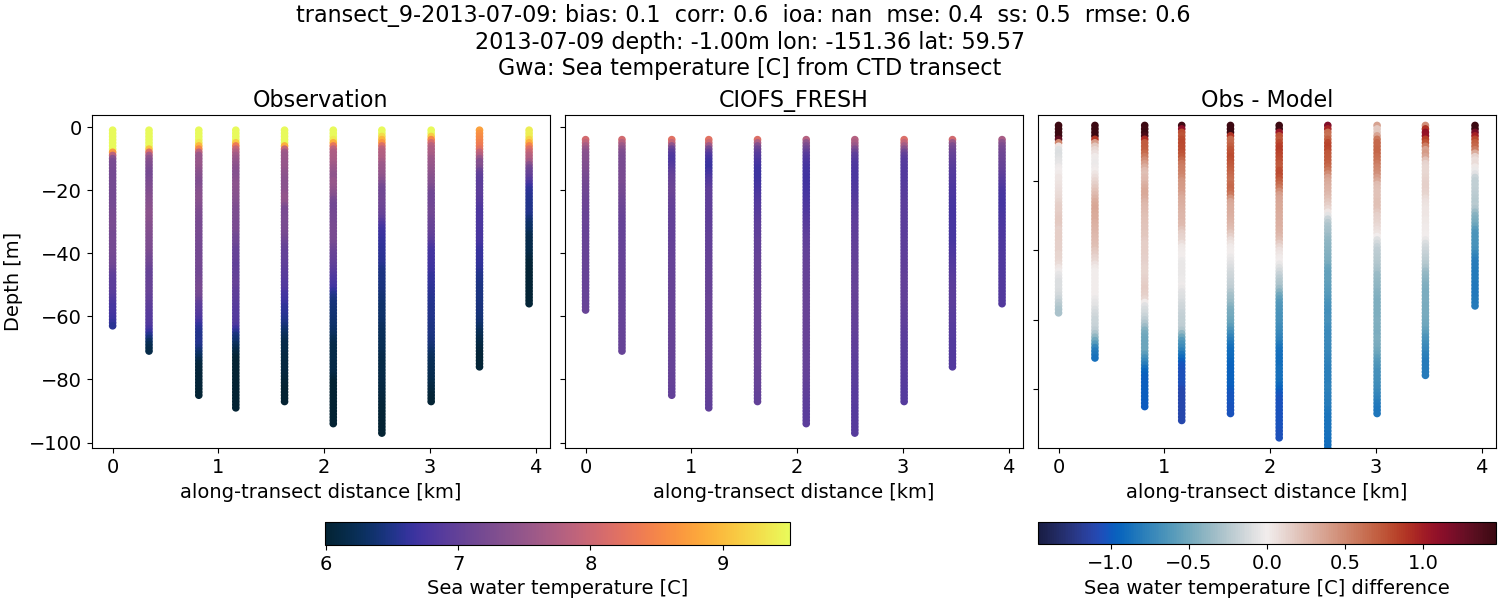 transect_9-2013-07-09: bias: 0.1  corr: 0.6  ioa: nan  mse: 0.4  ss: 0.5  rmse: 0.6
2013-07-09 depth: -1.00m lon: -151.36 lat: 59.57
Gwa: Sea temperature [C] from CTD transect
Observation
CIOFS_FRESH
Obs - Model
Depth [m]
0
−20
−40
−60
−80
−100
0 1 2 3 4
0 1 2 3 4
0 1 2 3 4
along-transect distance [km]
along-transect distance [km]
along-transect distance [km]
6 7 8 9
Sea water temperature [C]
−1.0 −0.5 0.0 0.5 1.0
Sea water temperature [C] difference